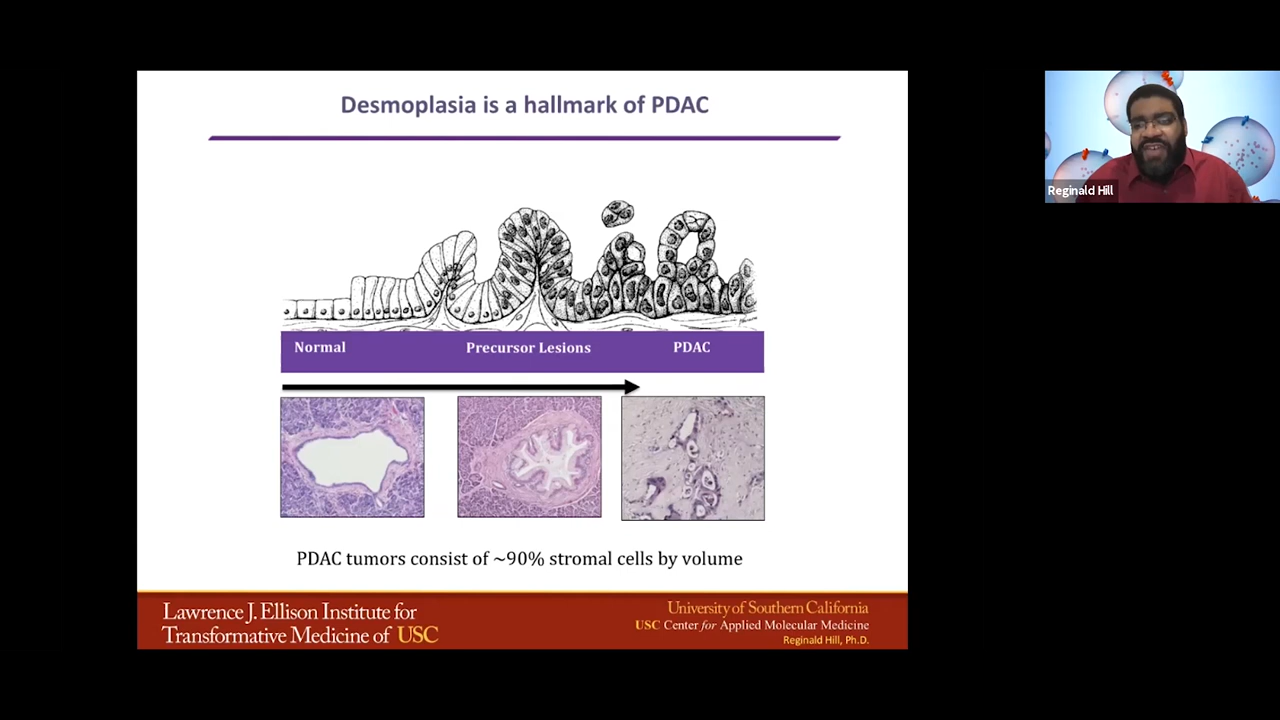 Desmoplasia is a hallmark of PDAC
Reginald Hill
Normal
Precursor Lesions
PDAC
PDAC tumors consist of ~90% stromal cells by volume
Lawrence J. Ellison Institute for
Transformative Medicine of USC
University of Southern California
USC Center for Applied Molecular Medicine
Reginald Hill, Ph.D.